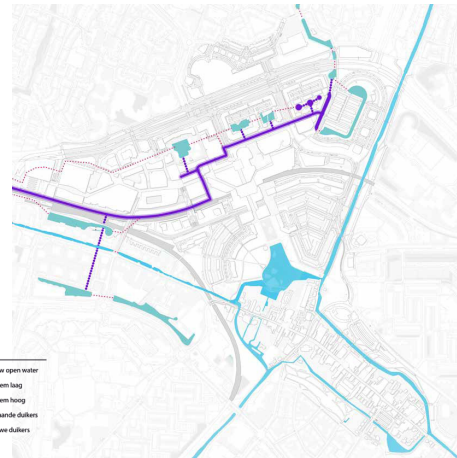 w open water
em laag
em hoog
aande duikers
we duikers